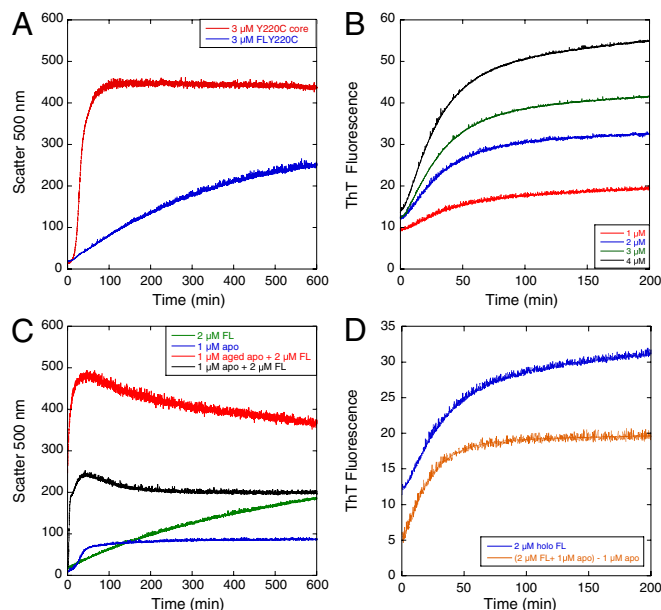 A
600
500
400
300
200
100
0
Scatter 500 nm
3 µM Y220C core
3 µM FLY220C
0 100 200 300 400 500 600
Time (min)
B
60
50
40
30
20
10
0
ThT Fluorescence
1 µM
2 µM
3 µM
4 µM
0 50 100 150 200
Time (min)
C
600
500
400
300
200
100
0
Scatter 500 nm
2 µM FL
1 µM apo
1 µM aged apo + 2 µM FL
1 µM apo + 2 µM FL
0 100 200 300 400 500 600
Time (min)
D
35
30
25
20
15
10
5
0
ThT Fluorescence
2 µM holo FL
(2 µM FL+ 1µM apo) - 1 µM apo
0 50 100 150 200
Time (min)